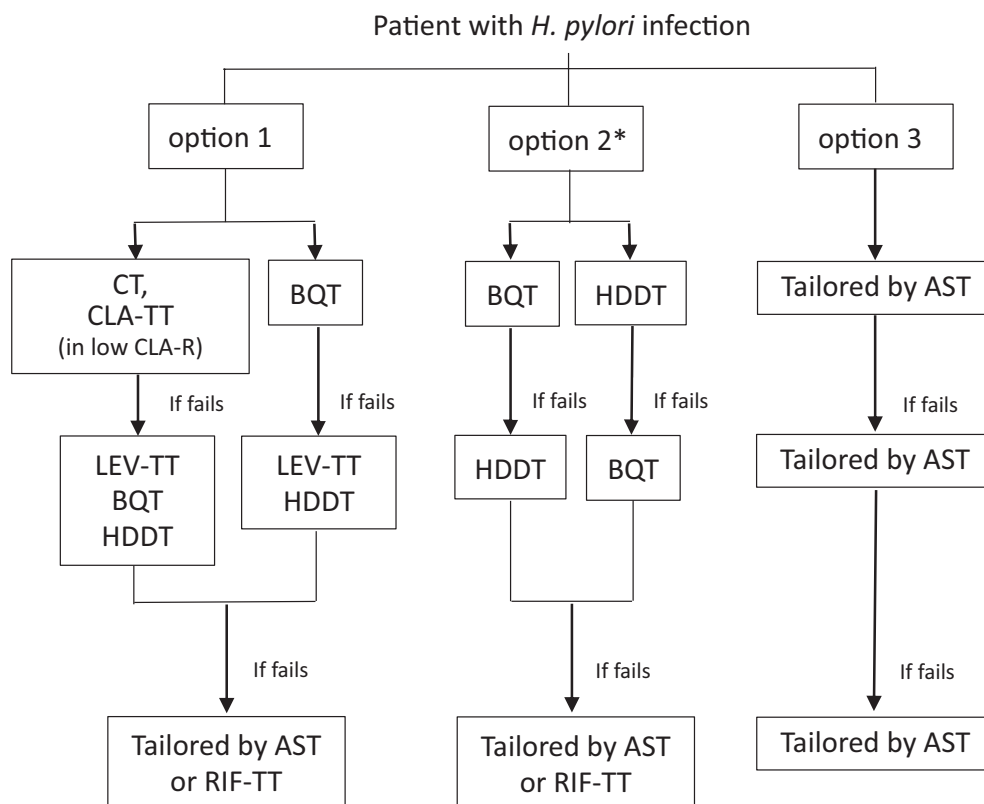 Patient with H. pylori infection
option 1
option 2*
option 3
CT,
CLA-TT
(in low CLA-R)
BQT
BQT
HDDT
Tailored by AST
If fails
If fails
If fails
If fails
If fails
LEV-TT
BQT
HDDT
LEV-TT
HDDT
HDDT
BQT
Tailored by AST
If fails
If fails
If fails
Tailored by AST
or RIF-TT
Tailored by AST
or RIF-TT
Tailored by AST